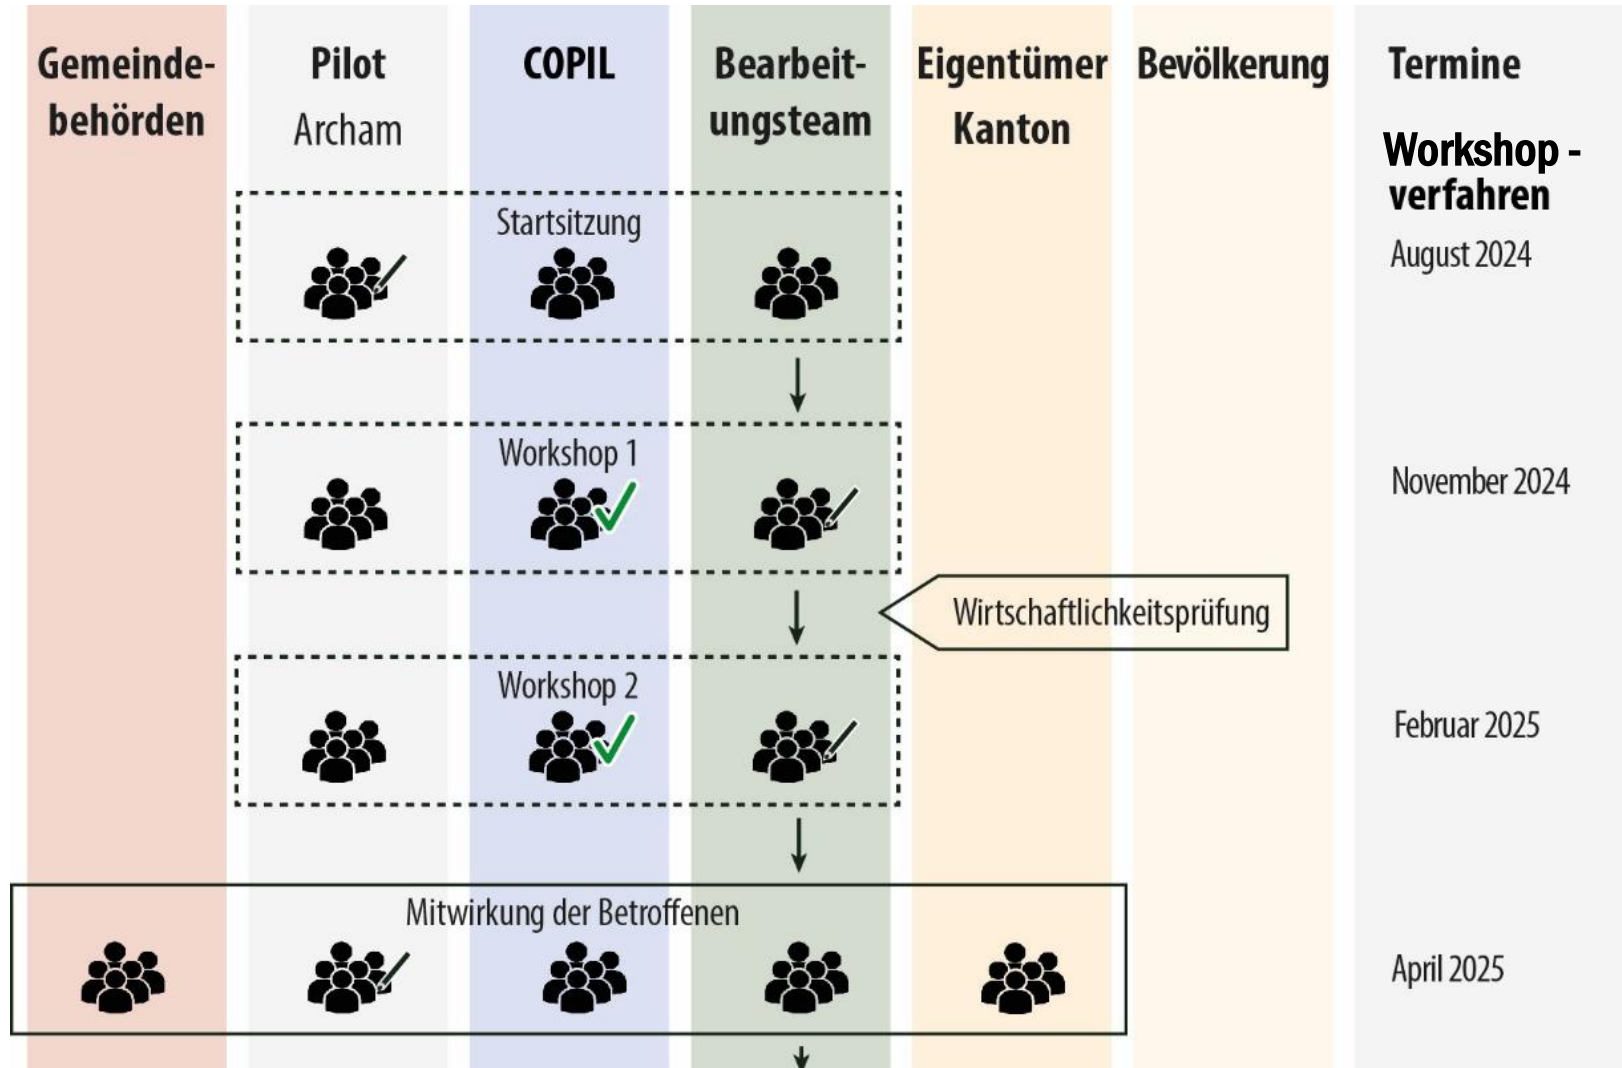 Gemeinde-
behörden
Pilot
Archam
COPIL
Bearbeit-
ungsteam
Eigentümer
Kanton
Bevölkerung
Termine
Workshop -
verfahren
Startsitzung
August 2024
Workshop 1
November 2024
Wirtschaftlichkeitsprüfung
Workshop 2
Februar 2025
Mitwirkung der Betroffenen
April 2025